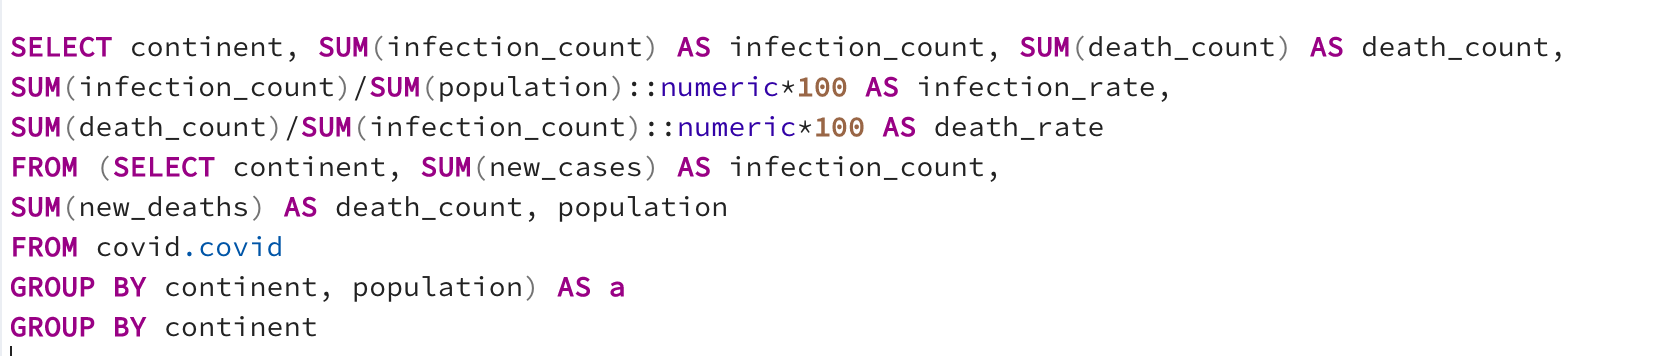 SELECT continent, SUM(infection_count) AS infection_count, SUM(death_count) AS death_count,
SUM(infection_count)/SUM(population)::numeric*100 AS infection_rate,
SUM(death_count)/SUM(infection_count)::numeric*100 AS death_rate
FROM (SELECT continent, SUM(new_cases) AS infection_count,
SUM(new_deaths) AS death_count, population
FROM covid.covid
GROUP BY continent, population) AS a
GROUP BY continent